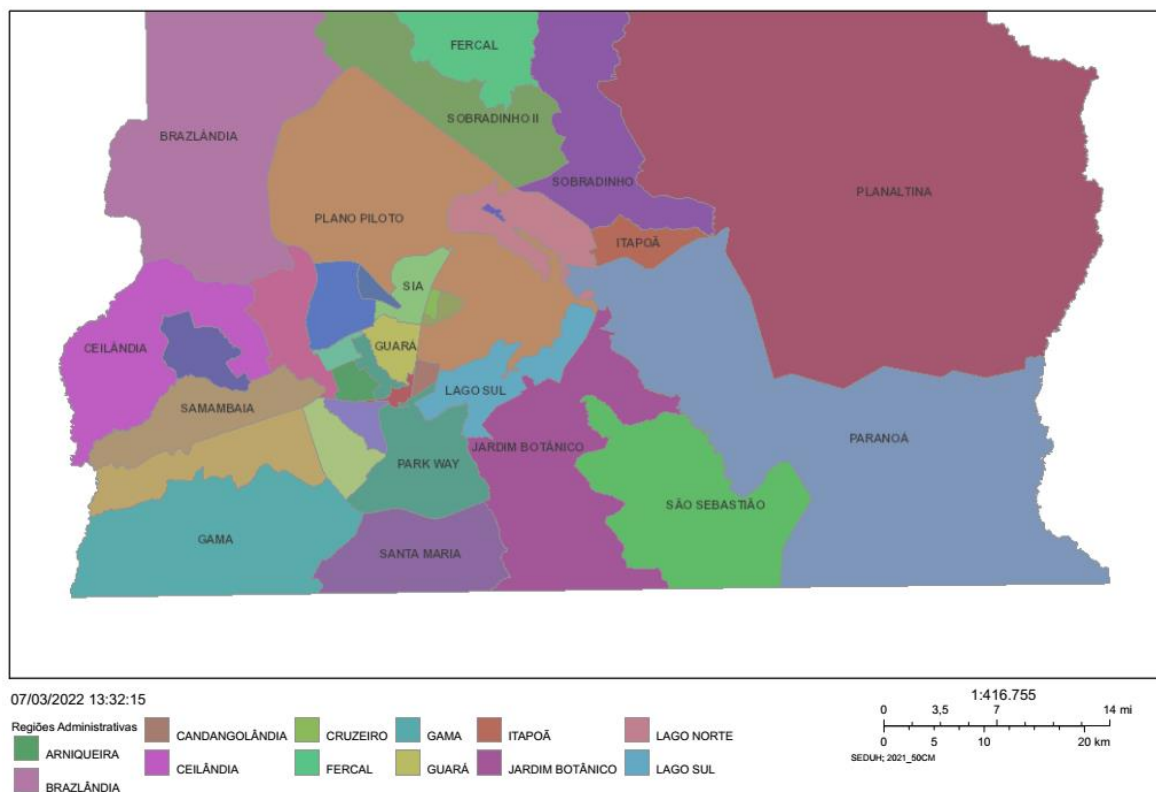 FERCAL
SOBRADINHO II
BRAZLÂNDIA
SOBRADINHO
PLANALTINA
PLANO PILOTO
ITAPOÃ
SIA
GUARÁ
CEILÂNDIA
LAGO SUL
SAMAMBAIA
PARANOÁ
JARDIM BOTÂNICO
PARK WAY
SÃO SEBASTIÃO
GAMA
SANTA MARIA
07/03/2022 13:32:15
1:416.755
0 3,5 7 14 mi
0 5 10 20 km
SEDUH; 2021_50CM
Regiões Administrativas
ARNIQUEIRA
BRAZLÂNDIA
CANDANGOLÂNDIA
CEILÂNDIA
CRUZEIRO
FERCAL
GAMA
GUARÁ
ITAPOÃ
JARDIM BOTÂNICO
LAGO NORTE
LAGO SUL